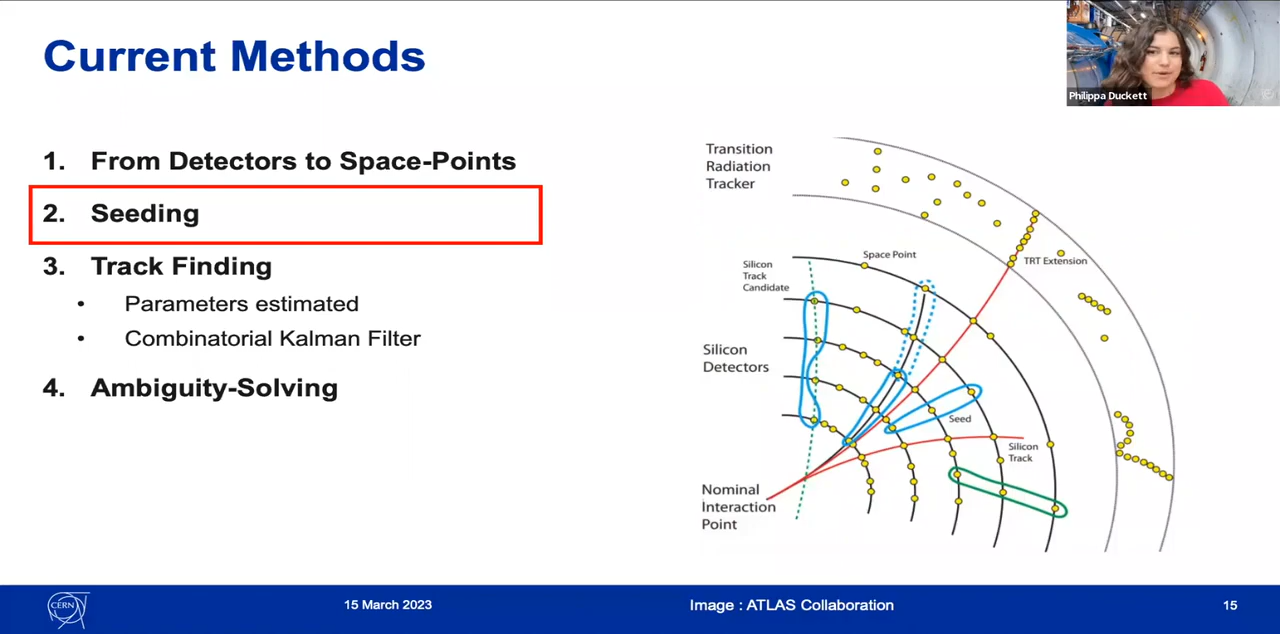 Current Methods
Philippa Duckett
1. From Detectors to Space-Points
2. Seeding
3. Track Finding
• Parameters estimated
• Combinatorial Kalman Filter
4. Ambiguity-Solving
Transition
Radiation
Tracker
Space Point
Silicon
Track
Candidate
TRT Extension
Silicon
Detectors
Seed
Silicon
Track
Nominal
Interaction
Point
CERN
15 March 2023
Image : ATLAS Collaboration
15